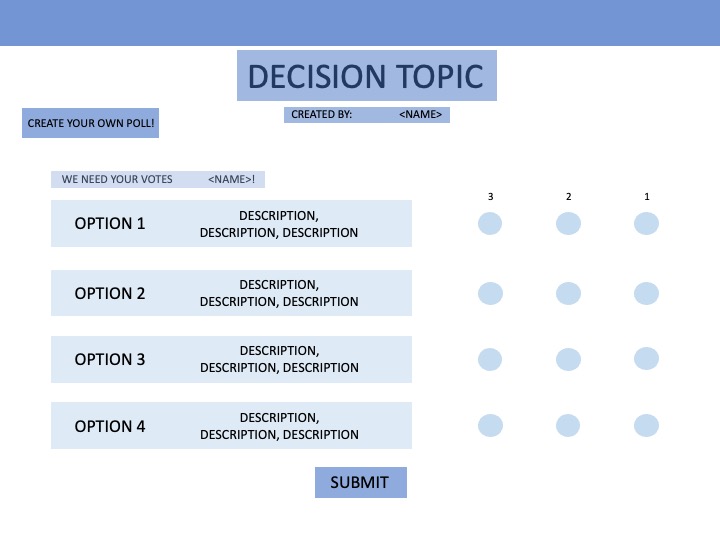 DECISION TOPIC
CREATED BY: <NAME>
CREATE YOUR OWN POLL!
WE NEED YOUR VOTES <NAME>!
3 2 1
OPTION 1
DESCRIPTION,
DESCRIPTION, DESCRIPTION
OPTION 2
DESCRIPTION,
DESCRIPTION, DESCRIPTION
OPTION 3
DESCRIPTION,
DESCRIPTION, DESCRIPTION
OPTION 4
DESCRIPTION,
DESCRIPTION, DESCRIPTION
SUBMIT